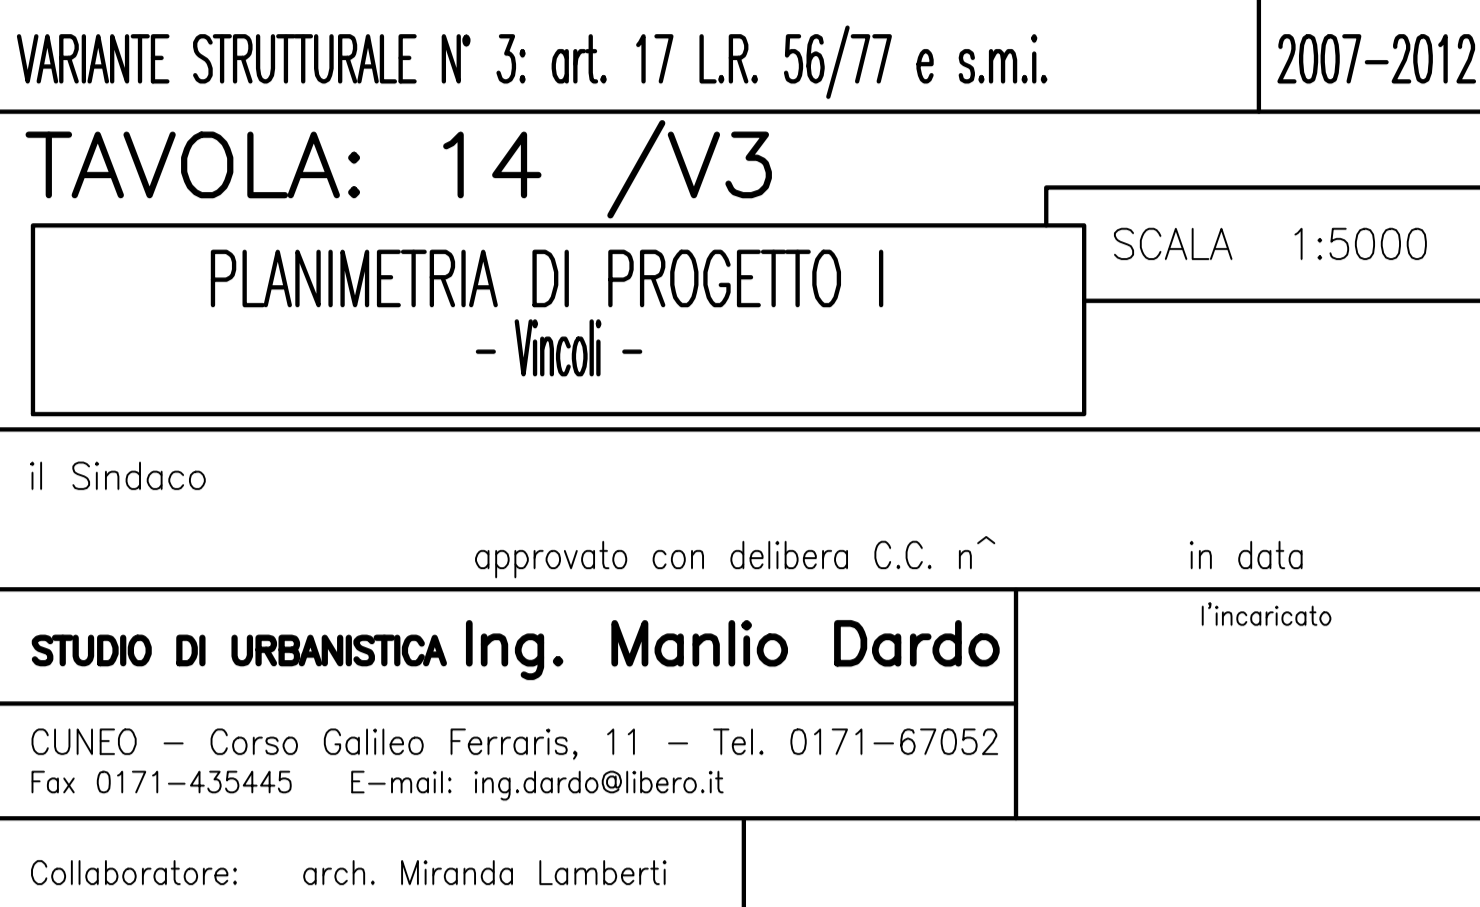 VARIANTE STRUTTURALE N° 3: art. 17 L.R. 56/77 e s.m.i. 2007-2012
TAVOLA: 14 /V3
SCALA 1:5000
PLANIMETRIA DI PROGETTO I
- Vincoli -
il Sindaco
approvato con delibera C.C. n^ in data
l'incaricato
STUDIO DI URBANISTICA Ing. Manlio Dardo
CUNEO - Corso Galileo Ferraris, 11 - Tel. 0171-67052
Fax 0171-435445 E-mail: ing.dardo@libero.it
Collaboratore: arch. Miranda Lamberti